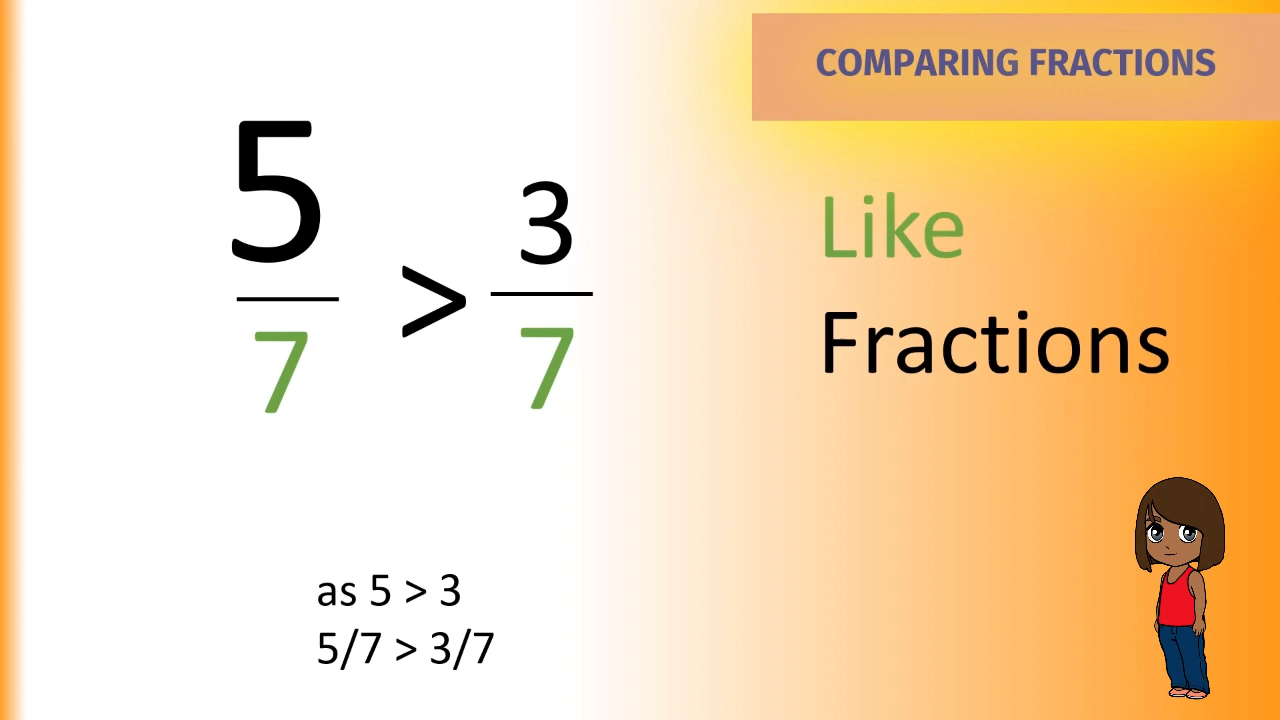 COMPARING FRACTIONS
5/7 > 3/7
Like
Fractions
as 5 > 3
5/7 > 3/7